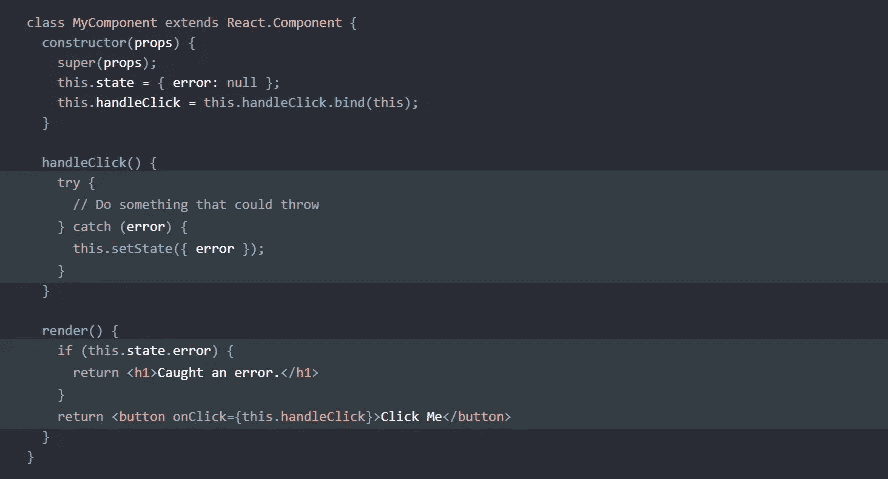 class MyComponent extends React.Component {
  constructor(props) {
    super(props);
    this.state = { error: null };
    this.handleClick = this.handleClick.bind(this);
  }

  handleClick() {
    try {
      // Do something that could throw
    } catch (error) {
      this.setState({ error });
    }
  }

  render() {
    if (this.state.error) {
      return <h1>Caught an error.</h1>
    }
    return <button onClick={this.handleClick}>Click Me</button>
  }
}